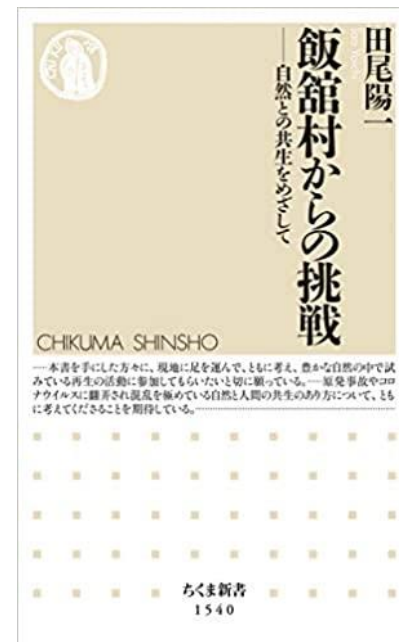 田尾陽一
Tao Yoichi
飯舘村からの挑戦
――自然との共生をめざして
CHIKUMA SHINSHO
……本書を手にした方々に、現地に足を運んで、ともに考え、豊かな自然の中で試
みている再生の活動に参加してもらいたいと切に願っている。……原発事故やコロ
ナウイルスに翻弄され混乱を極めている自然と人間の共生のあり方について、とも
に考えてくださることを期待している。
ちくま新書
1540